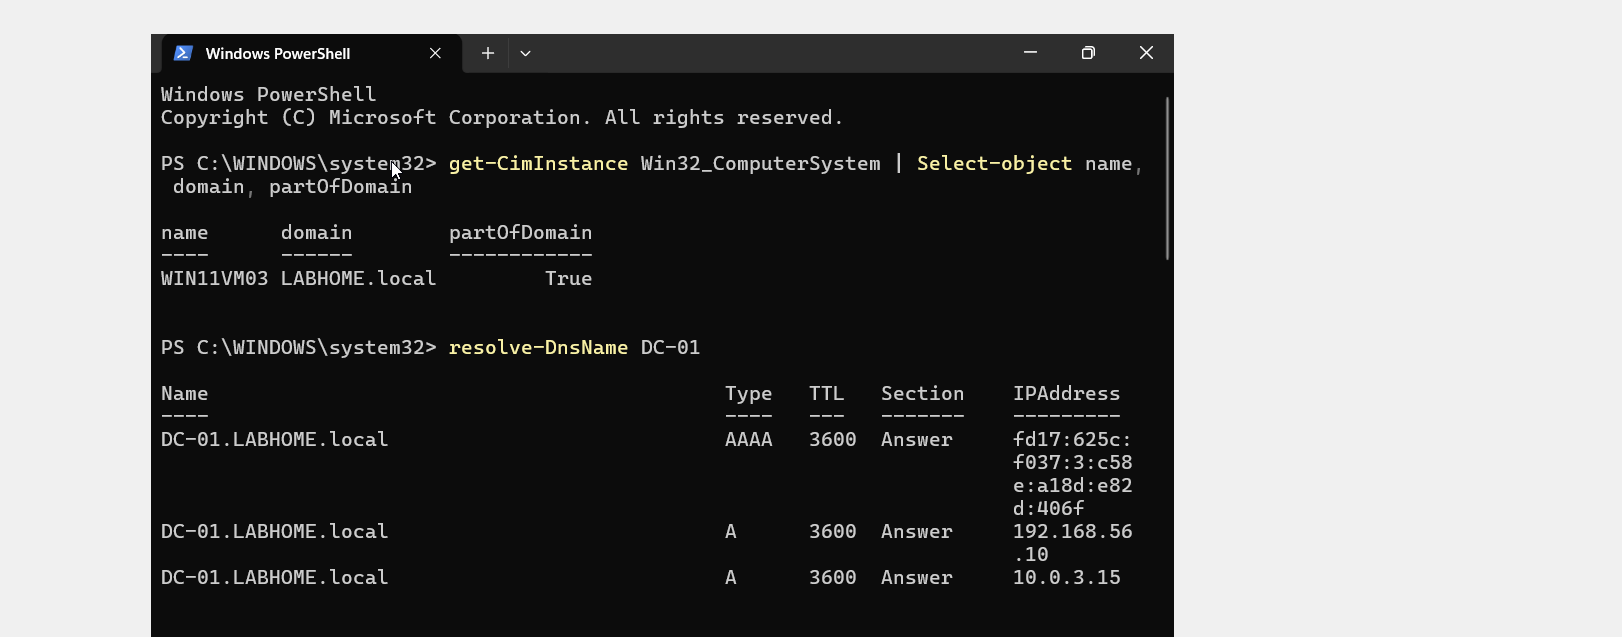 Windows PowerShell
Windows PowerShell
Copyright (C) Microsoft Corporation. All rights reserved.
PS C:\WINDOWS\system32> get-CimInstance Win32_ComputerSystem | Select-object name,
domain, partOfDomain
name domain partOfDomain
---- ------ ------------
WIN11VM03 LABHOME.local True
PS C:\WINDOWS\system32> resolve-DnsName DC-01
Name Type TTL Section IPAddress
---- ---- --- ------- ---------
DC-01.LABHOME.local AAAA 3600 Answer fd17:625c:
f037:3:c58
e:a18d:e82
d:406f
DC-01.LABHOME.local A 3600 Answer 192.168.56
.10
DC-01.LABHOME.local A 3600 Answer 10.0.3.15